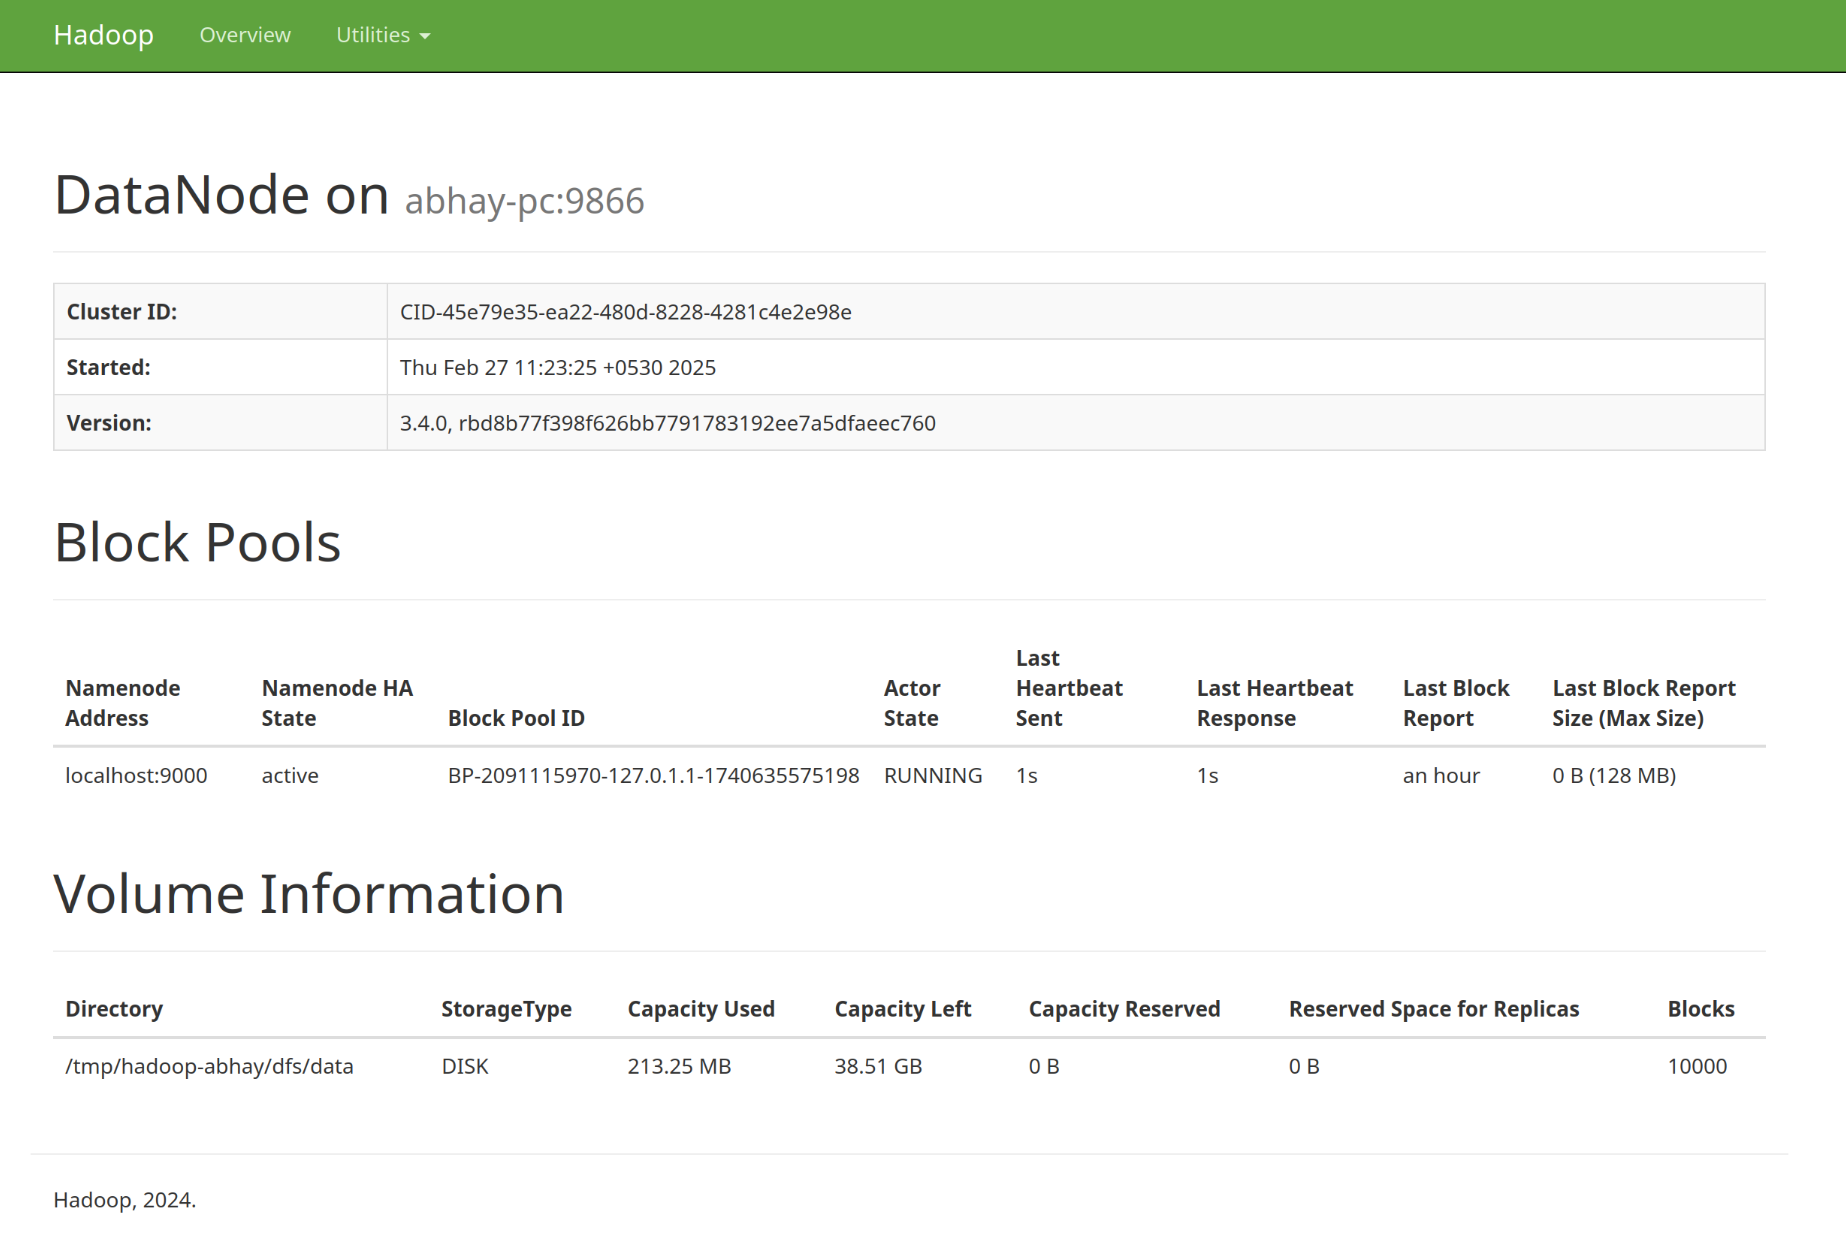 Hadoop Overview Utilities
DataNode on abhay-pc:9866
Cluster ID: CID-45e79e35-ea22-480d-8228-4281c4e2e98e
Started: Thu Feb 27 11:23:25 +0530 2025
Version: 3.4.0, rbd8b77f398f626bb7791783192ee7a5dfaeec760
Block Pools
Namenode Address Namenode HA State Block Pool ID Actor State Last Heartbeat Sent Last Heartbeat Response Last Block Report Last Block Report Size (Max Size)
localhost:9000 active BP-2091115970-127.0.1.1-1740635575198 RUNNING 1s 1s an hour 0 B (128 MB)
Volume Information
Directory StorageType Capacity Used Capacity Left Capacity Reserved Reserved Space for Replicas Blocks
/tmp/hadoop-abhay/dfs/data DISK 213.25 MB 38.51 GB 0 B 0 B 10000
Hadoop, 2024.